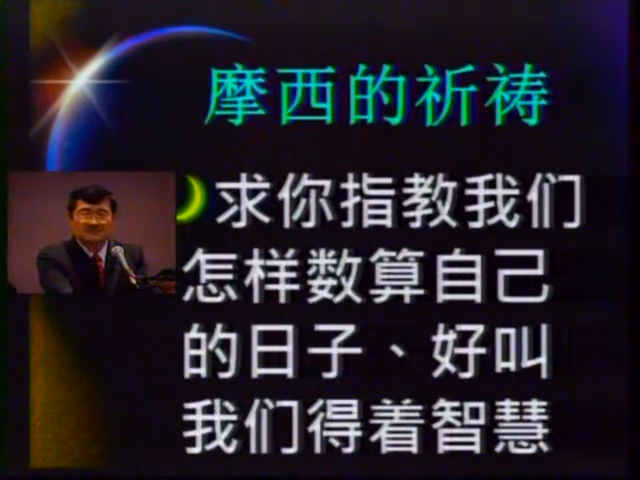 摩西的祈祷
求你指教我们
怎样数算自己
的日子、好叫
我们得着智慧